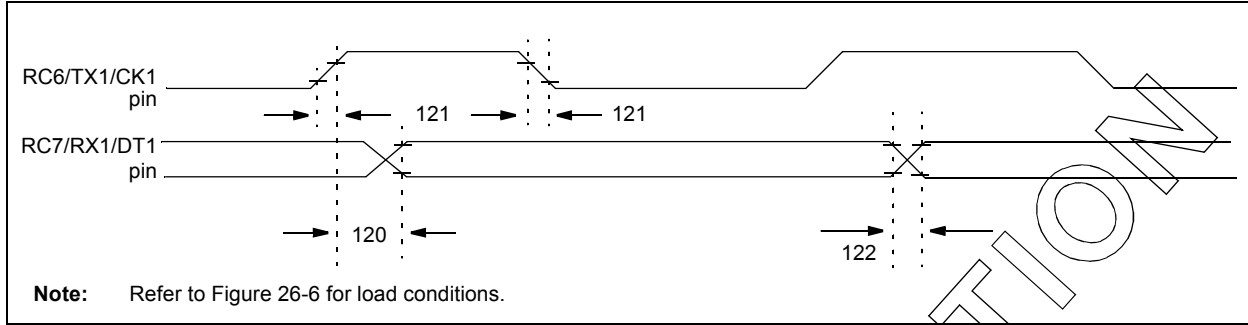 RC6/TX1/CK1
pin
121
121
RC7/RX1/DT1
pin
120
122
Note: Refer to Figure 26-6 for load conditions.
TION